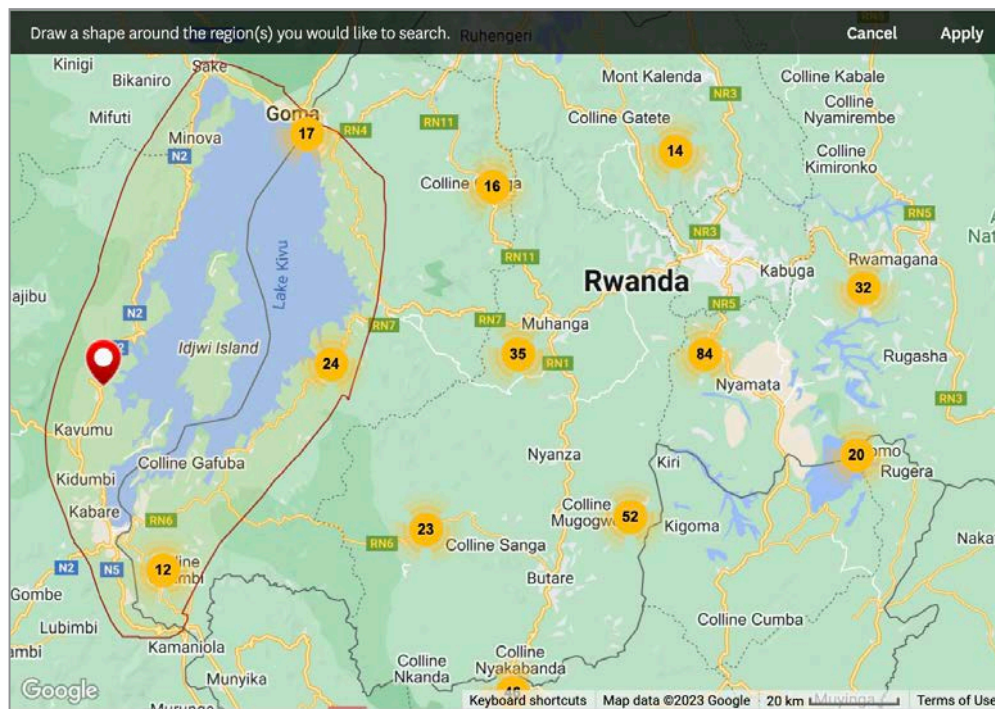 Draw a shape around the region(s) you would like to search.
Cancel
Apply
Ruhengeri
Kinigi
Sake
Bikaniro
Mont Kalenda
Colline Kabale
NR3
Colline
Nyamirembe
Mifuti
Goma
Minova
17
RN4
RN11
Colline Gatete
14
Colline
Kimironko
N2
16
RN5
NR3
Lake Kivu
RN11
Rwamagana
Kabuga
Rwanda
32
ajibu
N2
RN7
RN7
NR5
Muhanga
Idjwi Island
24
35
RN1
84
Rugasha
Nyamata
RN3
Kavumu
Colline Gafuba
Nyanza
Kiri
20
Rugera
Kidumbi
Kabare
RN6
Colline
52
Kigoma
23
RN6
Colline Sanga
N2
N5
12
Butare
Gombe
Lubimbi
Colline Cumba
Kamaniola
Colline
Nkanda
Colline
Nyakabanda
Munyika
Google
Keyboard shortcuts
Map data ©2023 Google
20 km
Terms of Use